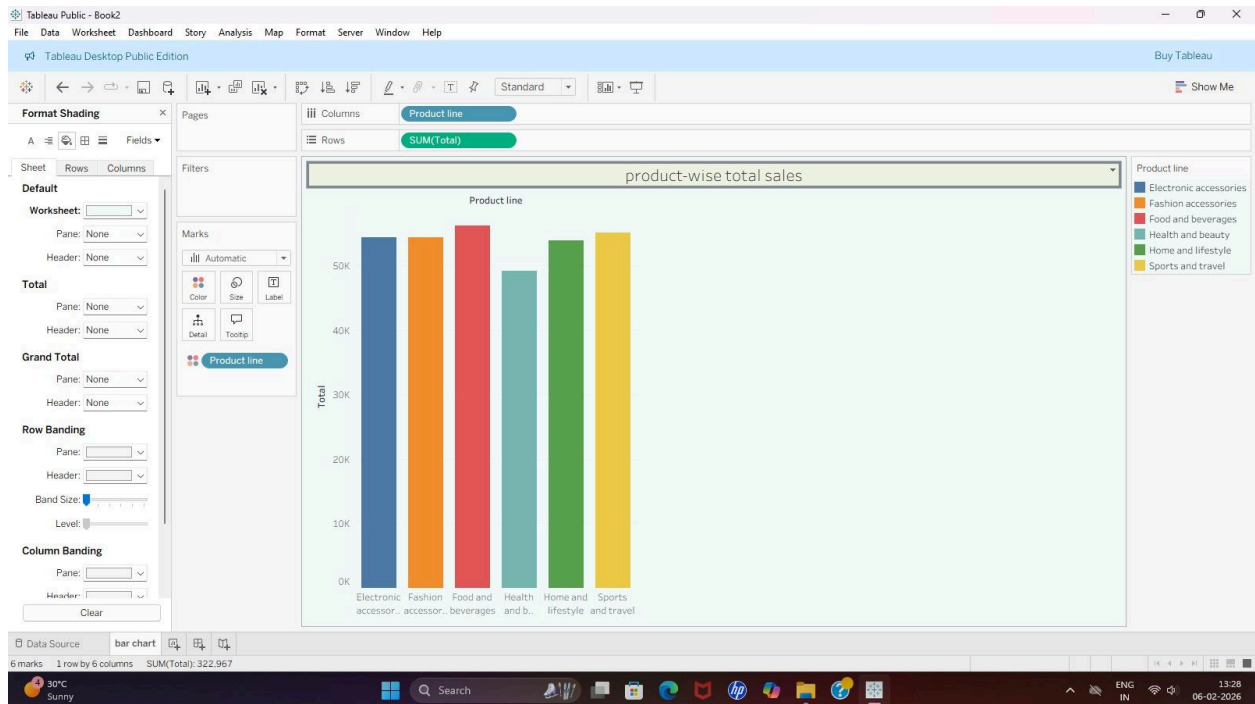 Tableau Public - Book2
File Data Worksheet Dashboard Story Analysis Map Format Server Window Help
Tableau Desktop Public Edition
Buy Tableau
Standard
Show Me
Format Shading
A Fields
Sheet Rows Columns
Default
Worksheet:
Pane: None
Header: None
Total
Pane: None
Header: None
Grand Total
Pane: None
Header: None
Row Banding
Pane:
Header:
Band Size:
Level:
Column Banding
Pane:
Header:
Clear
Pages
Filters
Marks
Automatic
Color Size Label
Detail Tooltip
Product line
iii Columns Product line
Rows SUM(Total)
product-wise total sales
Product line
Total
50K
40K
30K
20K
10K
0K
Electronic accessor..
Fashion accessor..
Food and beverages
Health and b..
Home and lifestyle
Sports and travel
Product line
Electronic accessories
Fashion accessories
Food and beverages
Health and beauty
Home and lifestyle
Sports and travel
Data Source bar chart
6 marks 1 row by 6 columns SUM(Total): 322,967
4
30°C
Sunny
Search
hp
ENG
IN
13:28
06-02-2026